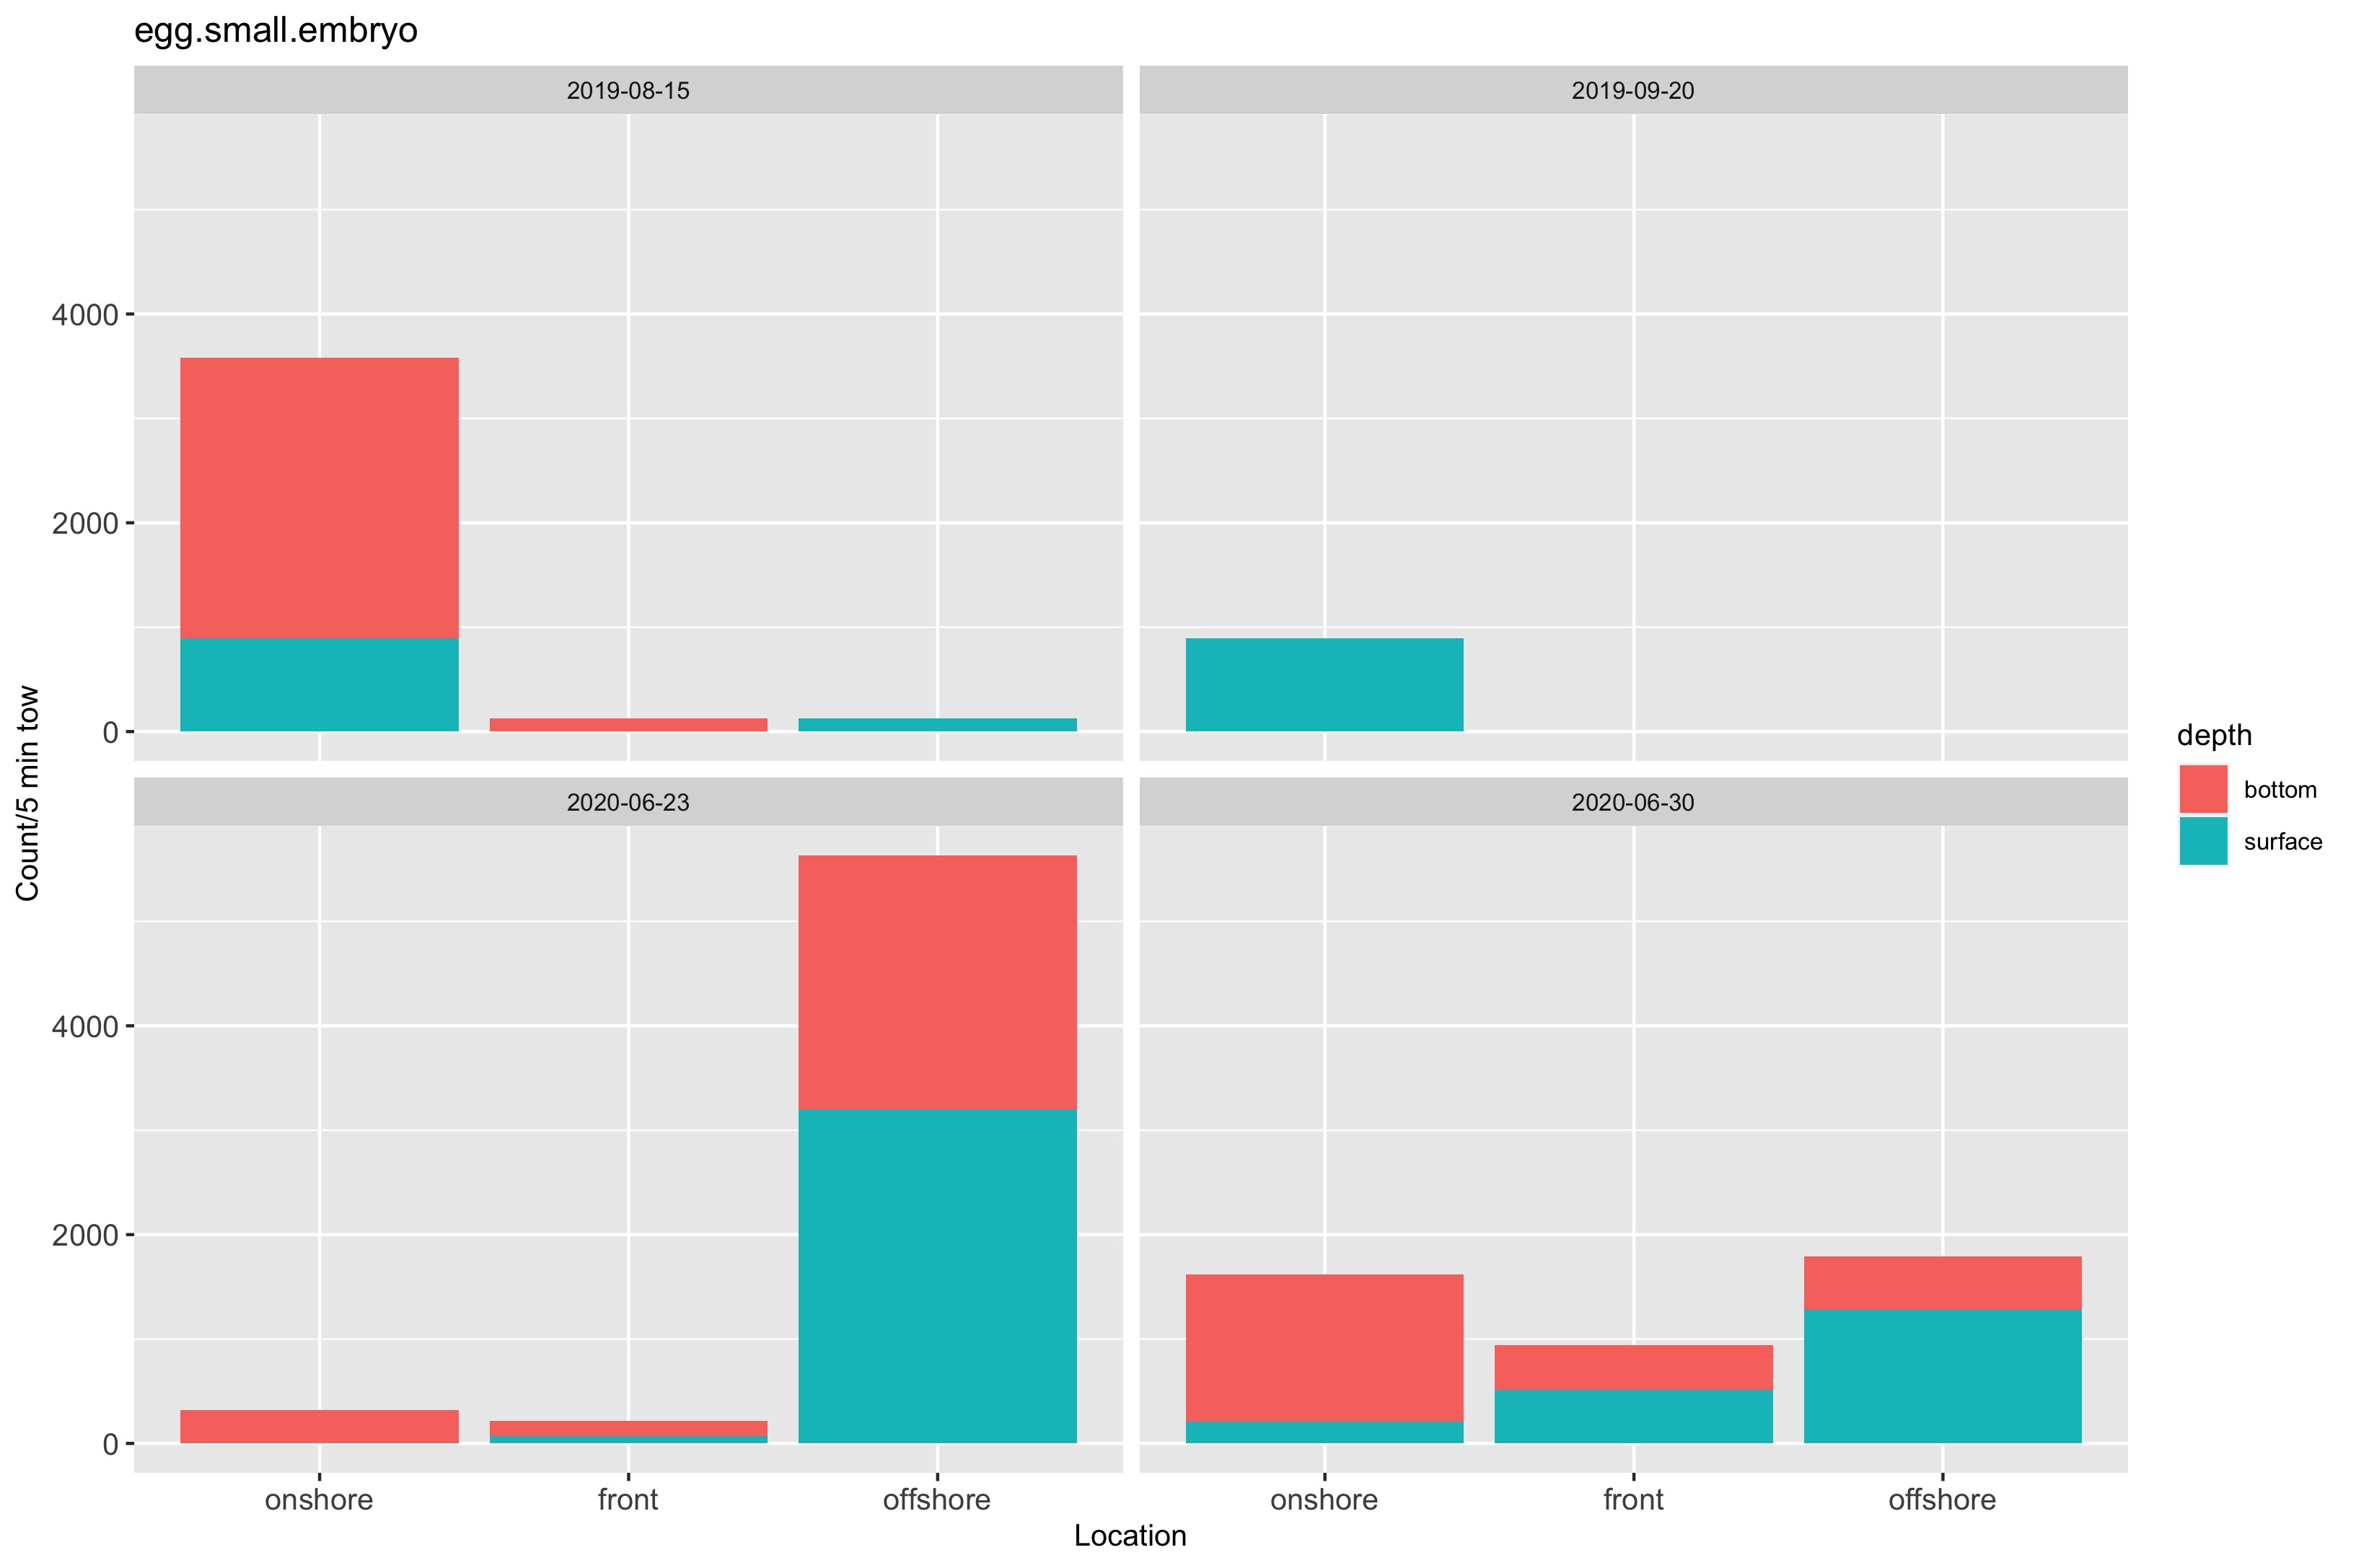 egg.small.embryo
2019-08-15
2019-09-20
4000
2000
0
Count/5 min tow
2020-06-23
2020-06-30
4000
2000
0
onshore
front
offshore
onshore
front
offshore
Location
depth
bottom
surface